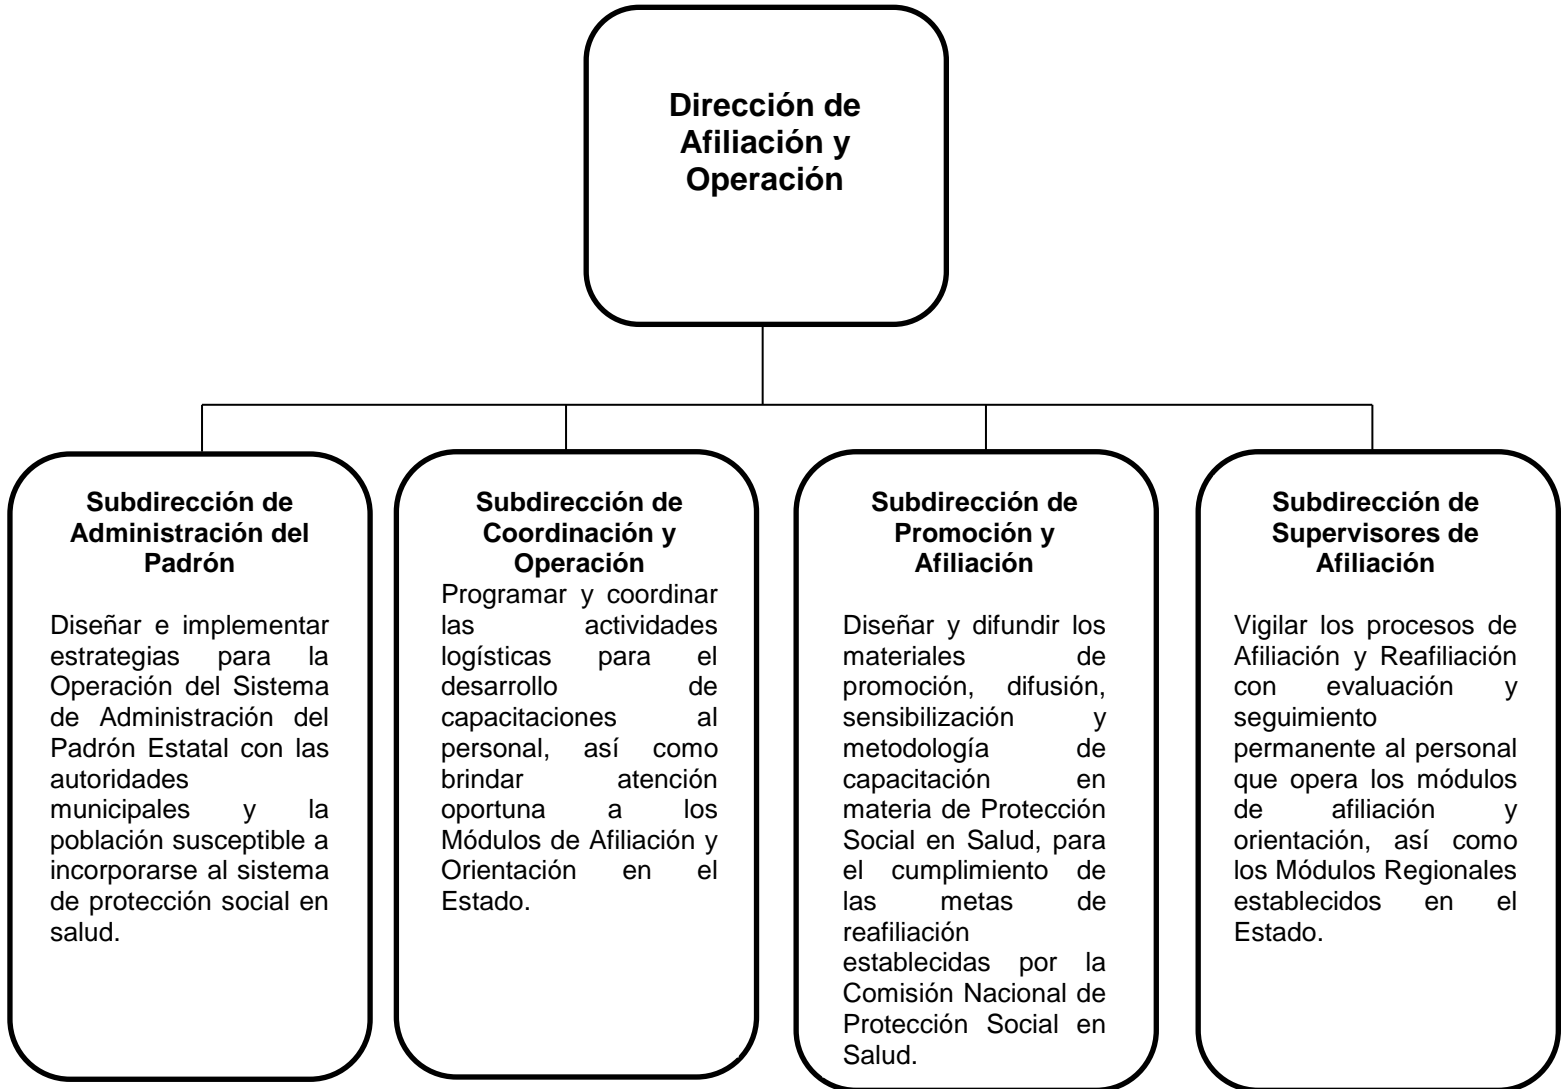 Dirección de
Afiliación y
Operación
Subdirección de
Administración del
Padrón
Diseñar e implementar
estrategias para la
Operación del Sistema
de Administración del
Padrón Estatal con las
autoridades
municipales y la
población susceptible a
incorporarse al sistema
de protección social en
salud.
Subdirección de
Coordinación y
Operación
Programar y coordinar
las actividades
logísticas para el
desarrollo de
capacitaciones al
personal, así como
brindar atención
oportuna a los
Módulos de Afiliación y
Orientación en el
Estado.
Subdirección de
Promoción y
Afiliación
Diseñar y difundir los
materiales de
promoción, difusión,
sensibilización y
metodología de
capacitación en
materia de Protección
Social en Salud, para
el cumplimiento de
las metas de
reafiliación
establecidas por la
Comisión Nacional de
Protección Social en
Salud.
Subdirección de
Supervisores de
Afiliación
Vigilar los procesos de
Afiliación y Reafiliación
con evaluación y
seguimiento
permanente al personal
que opera los módulos
de afiliación y
orientación, así como
los Módulos Regionales
establecidos en el
Estado.